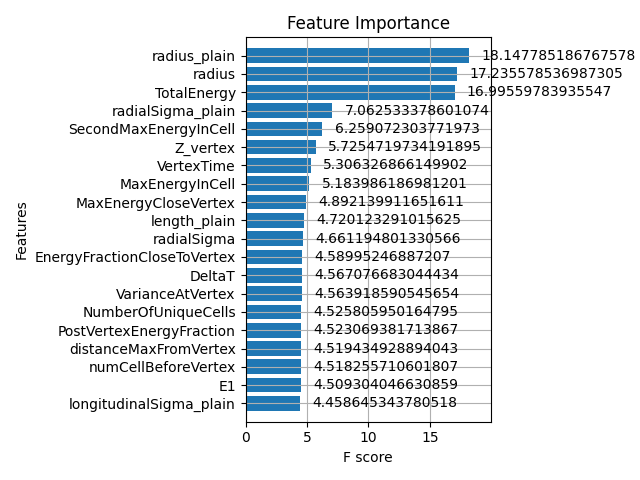 Feature Importance
Features
radius_plain 18.147785186767578
radius 17.235578536987305
TotalEnergy 16.99559783935547
radialSigma_plain 7.062533378601074
SecondMaxEnergyInCell 6.259072303771973
Z_vertex 5.7254719734191895
VertexTime 5.306326866149902
MaxEnergyInCell 5.183986186981201
MaxEnergyCloseVertex 4.892139911651611
length_plain 4.720123291015625
radialSigma 4.661194801330566
EnergyFractionCloseToVertex 4.58995246887207
DeltaT 4.567076683044434
VarianceAtVertex 4.563918590545654
NumberOfUniqueCells 4.525805950164795
PostVertexEnergyFraction 4.523069381713867
distanceMaxFromVertex 4.519434928894043
numCellBeforeVertex 4.518255710601807
E1 4.509304046630859
longitudinalSigma_plain 4.458645343780518
0 5 10 15
F score